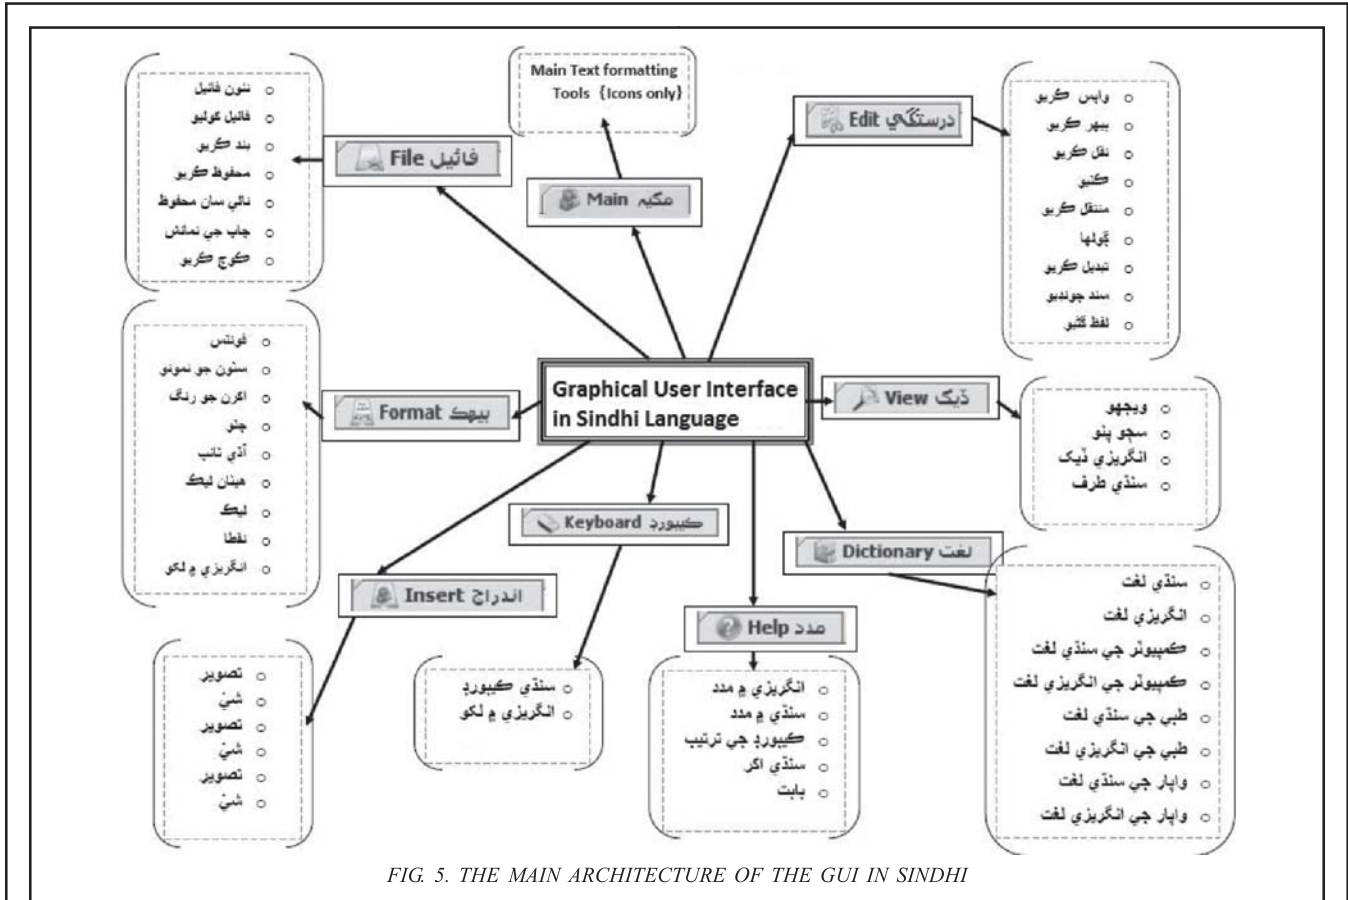 Main Text formatting
Tools {Icons only}
فائيل File
نئون فائيل
فائيل کوليو
بند ڪريو
محفوظ ڪريو
نالي سان محفوظ
ڇاپ جي نمائش
ڪوچ ڪريو
مکيه Main
درستگي Edit
واپس ڪريو
ٻيهر ڪريو
نقل ڪريو
ڪٽيو
منتقل ڪريو
ڳولها
تبديل ڪريو
سڀ چونڊيو
لفظ ڳڻيو
Graphical User Interface
in Sindhi Language
بيهڪ Format
فونٽس
سٽون جو نمونو
اکرن جو رنگ
چٽو
آڏي ٽائپ
هيٺان ليڪ
ليڪ
نقطا
انگريزي ۾ لکو
ڏيک View
ويجهو
سڄو پنو
انگريزي ڏيک
سنڌي طرف
ڪيبورڊ Keyboard
سنڌي ڪيبورڊ
انگريزي ۾ لکو
لغت Dictionary
سنڌي لغت
انگريزي لغت
ڪمپيوٽر جي سنڌي لغت
ڪمپيوٽر جي انگريزي لغت
طبي جي سنڌي لغت
طبي جي انگريزي لغت
واپار جي سنڌي لغت
واپار جي انگريزي لغت
اندراج Insert
تصوير
شيءِ
تصوير
شيءِ
تصوير
شيءِ
مدد Help
انگريزي ۾ مدد
سنڌي ۾ مدد
ڪيبورڊ جي ترتيب
سنڌي اکر
بابت
FIG. 5. THE MAIN ARCHITECTURE OF THE GUI IN SINDHI